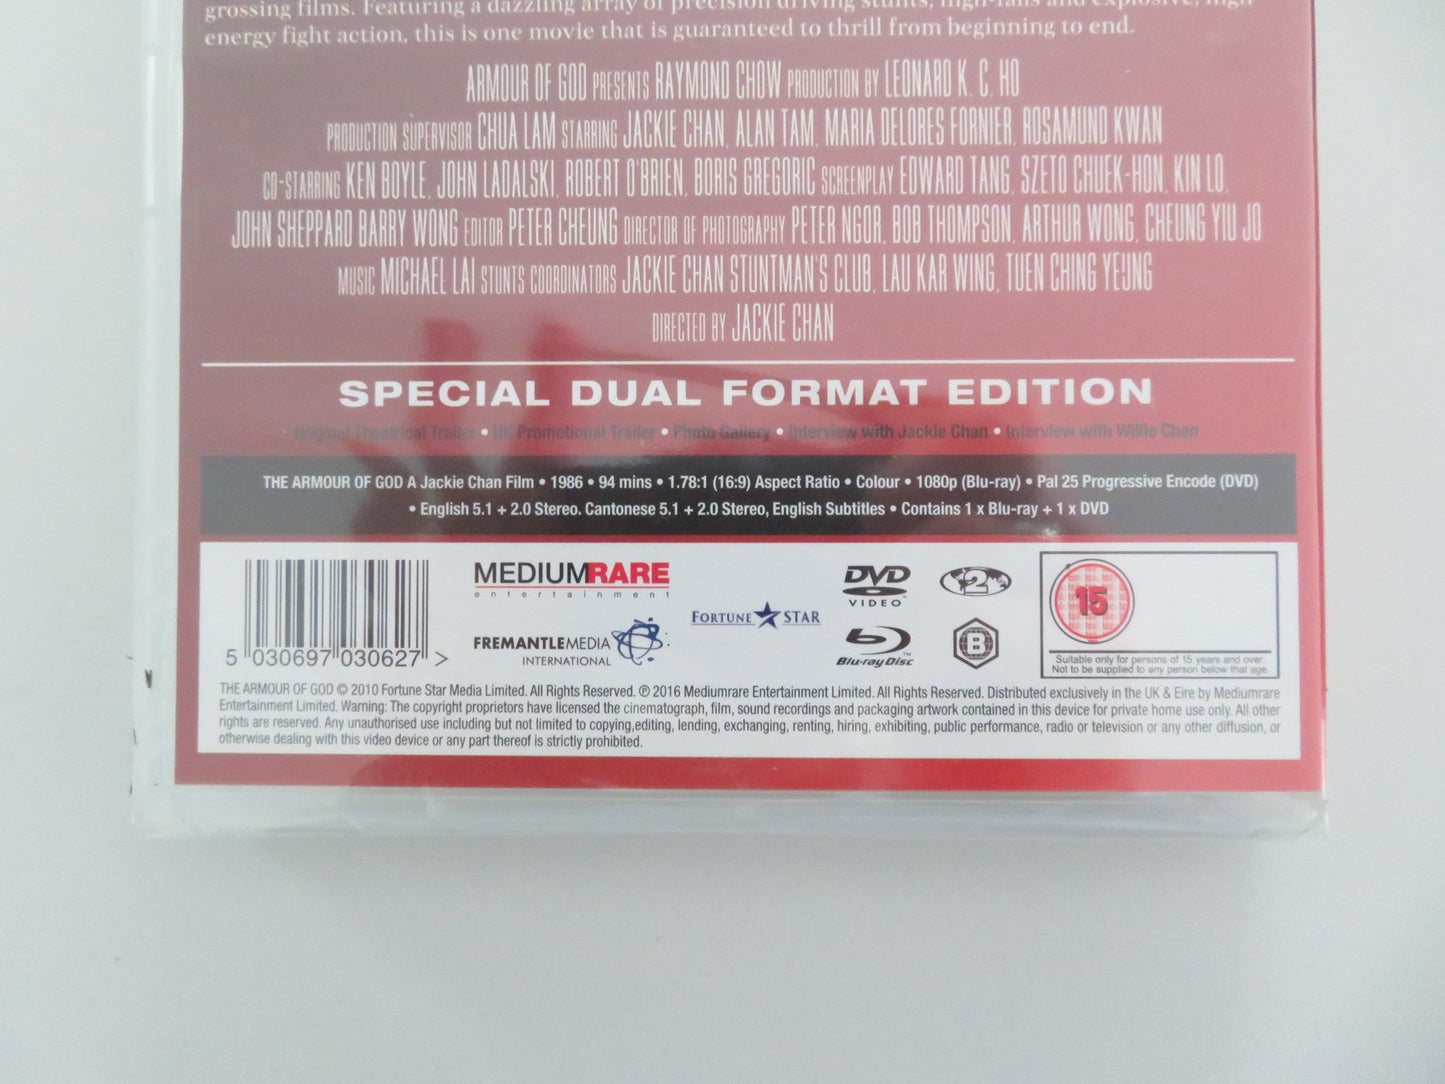 grossing films. Featuring a dazzling array of precision driving stunts, high-falls and explosive, high-
energy fight action, this is one movie that is guaranteed to thrill from beginning to end.
ARMOUR OF GOD PRESENTS RAYMOND CHOW PRODUCTION BY LEONARD K. C. HO
PRODUCTION SUPERVISOR CHUA LAM STARRING JACKIE CHAN, ALAN TAM, MARIA DELORES FORNIER, ROSAMUND KWAN
CO-STARRING KEN BOYLE, JOHN LADALSKI, ROBERT O'BRIEN, BORIS GREGORIC SCREENPLAY EDWARD TANG, SZETO CHUEK-HON, KIN LO,
JOHN SHEPPARD BARRY WONG EDITOR PETER CHEUNG DIRECTOR OF PHOTOGRAPHY PETER NGOR, BOB THOMPSON, ARTHUR WONG, CHEUNG YIU JO
MUSIC MICHAEL LAI STUNTS COORDINATORS JACKIE CHAN STUNTMAN'S CLUB, LAU KAR WING, TUEN CHING YEUNG
DIRECTED BY JACKIE CHAN
SPECIAL DUAL FORMAT EDITION
Original Theatrical Trailer • UK Promotional Trailer • Photo Gallery • Interview with Jackie Chan • Interview with Willie Chan
THE ARMOUR OF GOD A Jackie Chan Film • 1986 • 94 mins • 1.78:1 (16:9) Aspect Ratio • Colour • 1080p (Blu-ray) • Pal 25 Progressive Encode (DVD)
• English 5.1 + 2.0 Stereo. Cantonese 5.1 + 2.0 Stereo, English Subtitles • Contains 1 x Blu-ray + 1 x DVD
MEDIUMRARE
entertainment
FREMANTLEMEDIA
INTERNATIONAL
FORTUNE STAR
DVD
VIDEO
2
Blu-ray Disc™
B
15
Suitable only for persons of 15 years and over.
Not to be supplied to any person below that age.
5 030697 030627 >
THE ARMOUR OF GOD © 2010 Fortune Star Media Limited. All Rights Reserved. ℗ 2016 Mediumrare Entertainment Limited. All Rights Reserved. Distributed exclusively in the UK & Eire by Mediumrare
Entertainment Limited. Warning: The copyright proprietors have licensed the cinematograph, film, sound recordings and packaging artwork contained in this device for private home use only. All other
rights are reserved. Any unauthorised use including but not limited to copying,editing, lending, exchanging, renting, hiring, exhibiting, public performance, radio or television or any other diffusion, or
otherwise dealing with this video device or any part thereof is strictly prohibited.